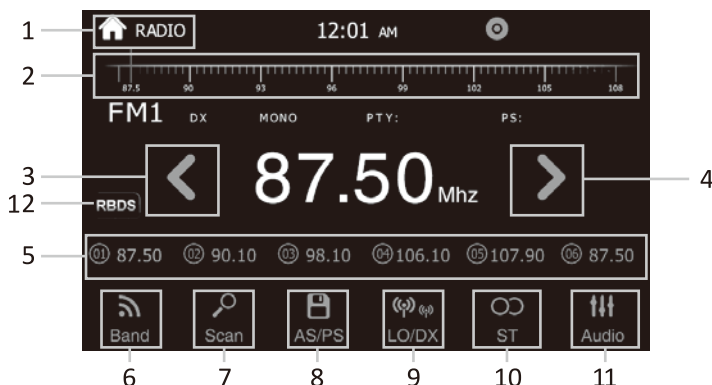 1 RADIO 12:01 AM
2
87.5 90 93 96 99 102 105 108
FM1 DX MONO PTY: PS:
3 87.50 Mhz 4
12 RBDS
5 01 87.50 02 90.10 03 98.10 04 106.10 05 107.90 06 87.50
Band Scan AS/PS LO/DX ST Audio
6 7 8 9 10 11